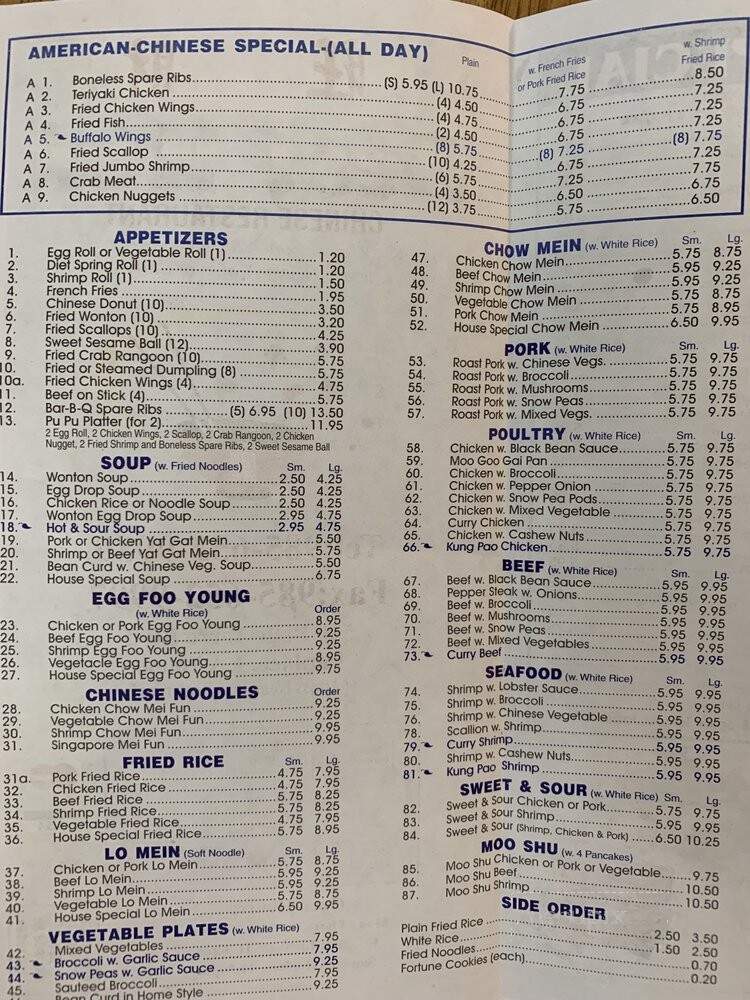 AMERICAN-CHINESE SPECIAL-(ALL DAY)
Plain
w. French Fries
or Pork Fried Rice
w. Shrimp
Fried Rice
A 1. Boneless Spare Ribs (S) 5.95 (L) 10.75 8.50
A 2. Teriyaki Chicken (4) 4.50 7.75 7.25
A 3. Fried Chicken Wings (4) 4.75 6.75 7.25
A 4. Fried Fish (2) 4.50 6.75 7.25
A 5. Buffalo Wings (8) 5.75 (8) 7.25 (8) 7.75
A 6. Fried Scallop (10) 4.25 6.75 7.25
A 7. Fried Jumbo Shrimp (6) 5.75 7.25 7.75
A 8. Crab Meat (4) 3.50 6.50 6.75
A 9. Chicken Nuggets (12) 3.75 5.75 6.50
APPETIZERS
1. Egg Roll or Vegetable Roll (1) 1.20
2. Diet Spring Roll (1) 1.20
3. Shrimp Roll (1) 1.50
4. French Fries 1.95
5. Chinese Donut (10) 3.50
6. Fried Wonton (10) 3.20
7. Fried Scallops (10) 4.25
8. Sweet Sesame Ball (12) 3.90
9. Fried Crab Rangoon (10) 5.75
10. Fried or Steamed Dumpling (8) 5.75
10a. Fried Chicken Wings (4) 4.75
11. Beef on Stick (4) 5.75
12. Bar-B-Q Spare Ribs (5) 6.95 (10) 13.50
13. Pu Pu Platter (for 2) 11.95
2 Egg Roll, 2 Chicken Wings, 2 Scallop, 2 Crab Rangoon, 2 Chicken
Nugget, 2 Fried Shrimp and Boneless Spare Ribs, 2 Sweet Sesame Ball
SOUP (w. Fried Noodles) Sm. Lg.
14. Wonton Soup 2.50 4.25
15. Egg Drop Soup 2.50 4.25
16. Chicken Rice or Noodle Soup 2.50 4.25
17. Wonton Egg Drop Soup 2.95 4.75
18. Hot & Sour Soup 2.95 4.75
19. Pork or Chicken Yat Gat Mein 5.50
20. Shrimp or Beef Yat Gat Mein 5.75
21. Bean Curd w. Chinese Veg. Soup 5.50
22. House Special Soup 6.75
EGG FOO YOUNG
(w. White Rice) Order
23. Chicken or Pork Egg Foo Young 8.95
24. Beef Egg Foo Young 9.25
25. Shrimp Egg Foo Young 9.25
26. Vegetacle Egg Foo Young 8.95
27. House Special Egg Foo Young 9.75
CHINESE NOODLES Order
28. Chicken Chow Mei Fun 9.25
29. Vegetable Chow Mei Fun 9.25
30. Shrimp Chow Mei Fun 9.95
31. Singapore Mei Fun 9.95
FRIED RICE Sm. Lg.
31a. Pork Fried Rice 4.75 7.95
32. Chicken Fried Rice 4.75 7.95
33. Beef Fried Rice 5.75 8.25
34. Shrimp Fried Rice 5.75 8.25
35. Vegetable Fried Rice 4.75 7.95
36. House Special Fried Rice 5.75 8.95
LO MEIN (Soft Noodle) Sm. Lg.
37. Chicken or Pork Lo Mein 5.75 8.75
38. Beef Lo Mein 5.95 9.25
39. Shrimp Lo Mein 5.95 9.25
40. Vegetable Lo Mein 5.75 8.75
41. House Special Lo Mein 6.50 9.95
VEGETABLE PLATES (w. White Rice)
42. Mixed Vegetables 7.95
43. Broccoli w. Garlic Sauce 7.95
44. Snow Peas w. Garlic Sauce 9.25
45. Sauteed Broccoli 7.95
Bean Curd in Home Style 9.25
CHOW MEIN (w. White Rice) Sm. Lg.
47. Chicken Chow Mein 5.75 8.75
48. Beef Chow Mein 5.95 9.25
49. Shrimp Chow Mein 5.95 9.25
50. Vegetable Chow Mein 5.75 8.75
51. Pork Chow Mein 5.75 8.95
52. House Special Chow Mein 6.50 9.95
PORK (w. White Rice) Sm. Lg.
53. Roast Pork w. Chinese Vegs. 5.75 9.75
54. Roast Pork w. Broccoli 5.75 9.75
55. Roast Pork w. Mushrooms 5.75 9.75
56. Roast Pork w. Snow Peas 5.75 9.75
57. Roast Pork w. Mixed Vegs. 5.75 9.75
POULTRY (w. White Rice) Sm. Lg.
58. Chicken w. Black Bean Sauce 5.75 9.75
59. Moo Goo Gai Pan 5.75 9.75
60. Chicken w. Broccoli 5.75 9.75
61. Chicken w. Pepper Onion 5.75 9.75
62. Chicken w. Snow Pea Pods 5.75 9.75
63. Chicken w. Mixed Vegetable 5.75 9.75
64. Curry Chicken 5.75 9.75
65. Chicken w. Cashew Nuts 5.75 9.75
66. Kung Pao Chicken 5.75 9.75
BEEF (w. White Rice) Sm. Lg.
67. Beef w. Black Bean Sauce 5.95 9.95
68. Pepper Steak w. Onions 5.95 9.95
69. Beef w. Broccoli 5.95 9.95
70. Beef w. Mushrooms 5.95 9.95
71. Beef w. Snow Peas 5.95 9.95
72. Beef w. Mixed Vegetables 5.95 9.95
73. Curry Beef 5.95 9.95
SEAFOOD (w. White Rice) Sm. Lg.
74. Shrimp w. Lobster Sauce 5.95 9.95
75. Shrimp w. Broccoli 5.95 9.95
76. Shrimp w. Chinese Vegetable 5.95 9.95
78. Scallion w. Shrimp 5.95 9.95
79. Curry Shrimp 5.95 9.95
80. Shrimp w. Cashew Nuts 5.95 9.95
81. Kung Pao Shrimp 5.95 9.95
SWEET & SOUR (w. White Rice) Sm. Lg.
82. Sweet & Sour Chicken or Pork 5.75 9.75
83. Sweet & Sour Shrimp 5.95 9.95
84. Sweet & Sour (Shrimp, Chicken & Pork) 6.50 10.25
MOO SHU (w. 4 Pancakes)
85. Moo Shu Chicken or Pork or Vegetable 9.75
86. Moo Shu Beef 10.50
87. Moo Shu Shrimp 10.50
SIDE ORDER
Plain Fried Rice 2.50 3.50
White Rice 1.50 2.50
Fried Noodles 0.70
Fortune Cookies (each) 0.20